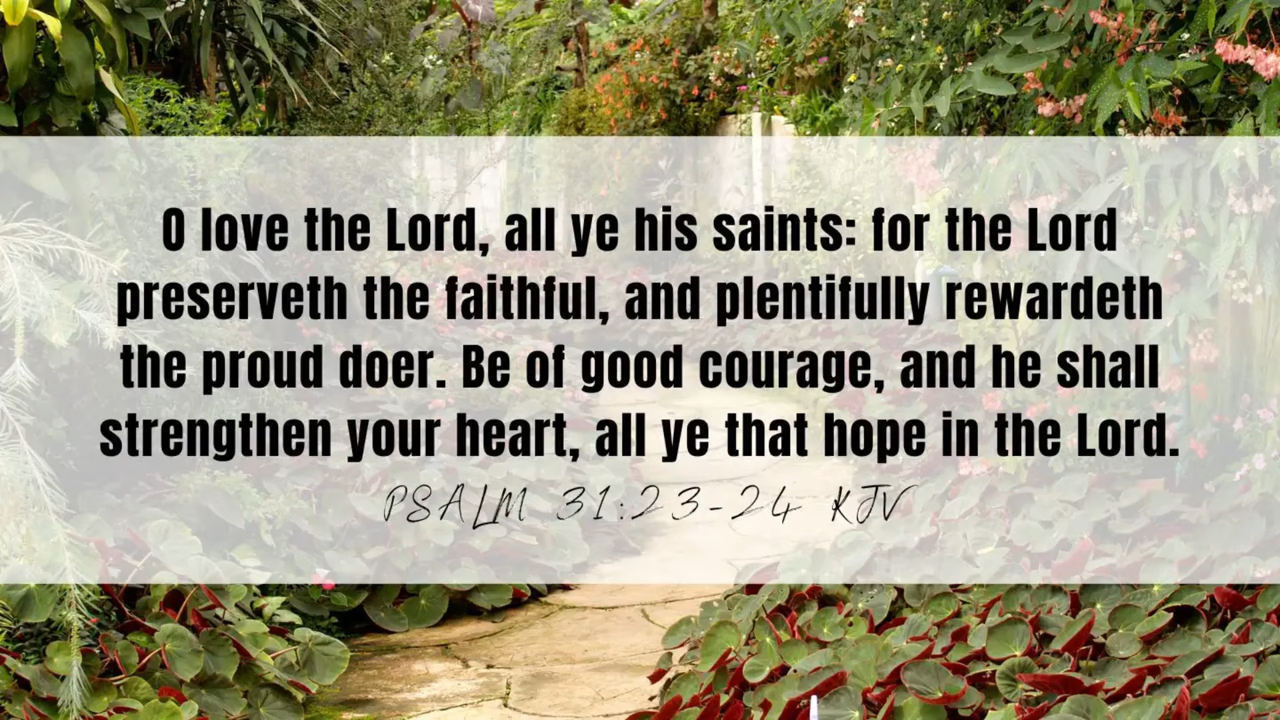 O love the Lord, all ye his saints: for the Lord
preserveth the faithful, and plentifully rewardeth
the proud doer. Be of good courage, and he shall
strengthen your heart, all ye that hope in the Lord.
PSALM 31:23-24 KJV